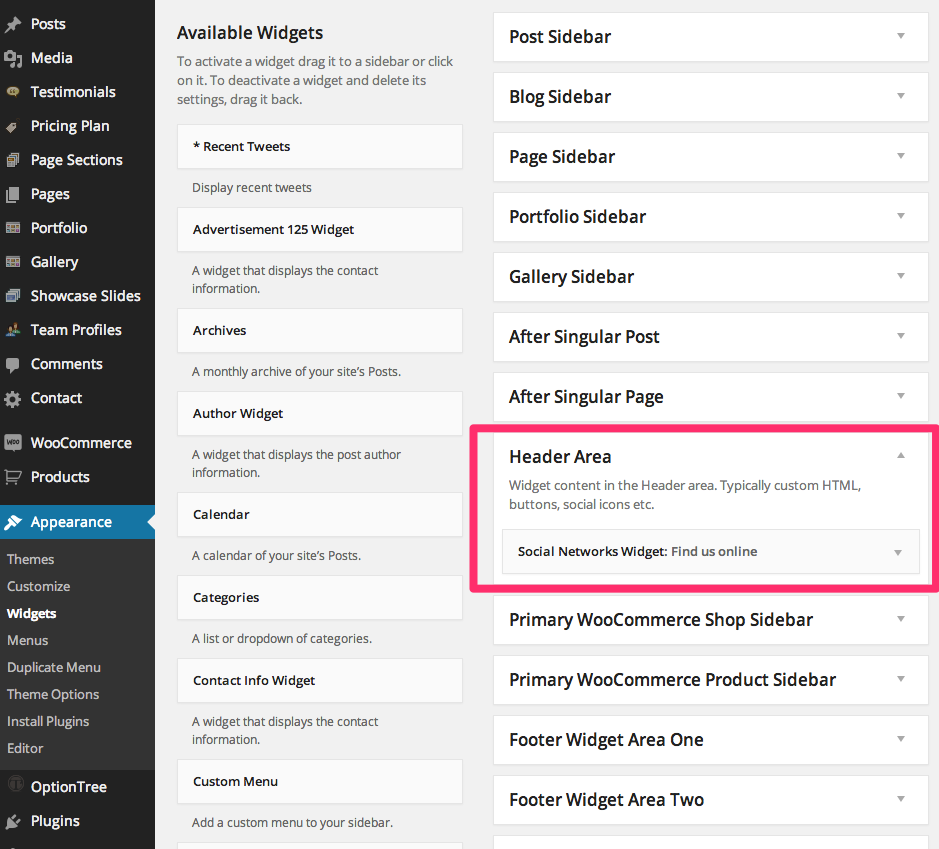 Posts
Media
Testimonials
Pricing Plan
Page Sections
Pages
Portfolio
Gallery
Showcase Slides
Team Profiles
Comments
Contact
WOO
WooCommerce
Products
Appearance
Themes
Customize
Widgets
Menus
Duplicate Menu
Theme Options
Install Plugins
Editor
OptionTree
Plugins
Available Widgets
To activate a widget drag it to a sidebar or click
on it. To deactivate a widget and delete its
settings, drag it back.
* Recent Tweets
Display recent tweets
Advertisement 125 Widget
A widget that displays the contact
information.
Archives
A monthly archive of your site’s Posts.
Author Widget
A widget that displays the post author
information.
Calendar
A calendar of your site’s Posts.
Categories
A list or dropdown of categories.
Contact Info Widget
A widget that displays the contact
information.
Custom Menu
Add a custom menu to your sidebar.
Post Sidebar
Blog Sidebar
Page Sidebar
Portfolio Sidebar
Gallery Sidebar
After Singular Post
After Singular Page
Header Area
Widget content in the Header area. Typically custom HTML,
buttons, social icons etc.
Social Networks Widget: Find us online
Primary WooCommerce Shop Sidebar
Primary WooCommerce Product Sidebar
Footer Widget Area One
Footer Widget Area Two